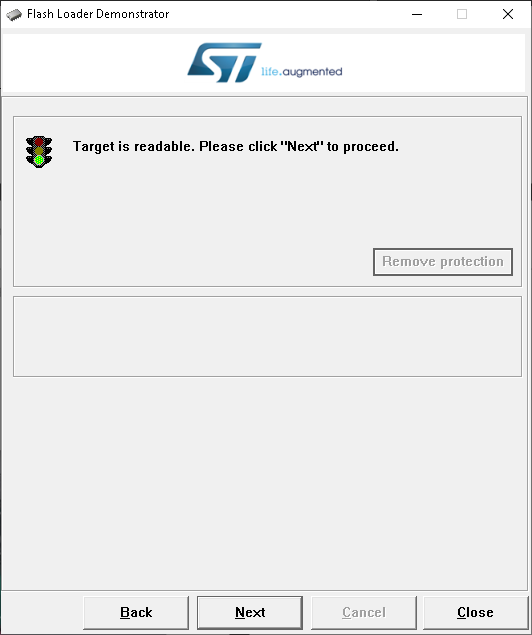 Flash Loader Demonstrator
ST
life.augmented
Target is readable. Please click "Next" to proceed.
Remove protection
Back
Next
Cancel
Close